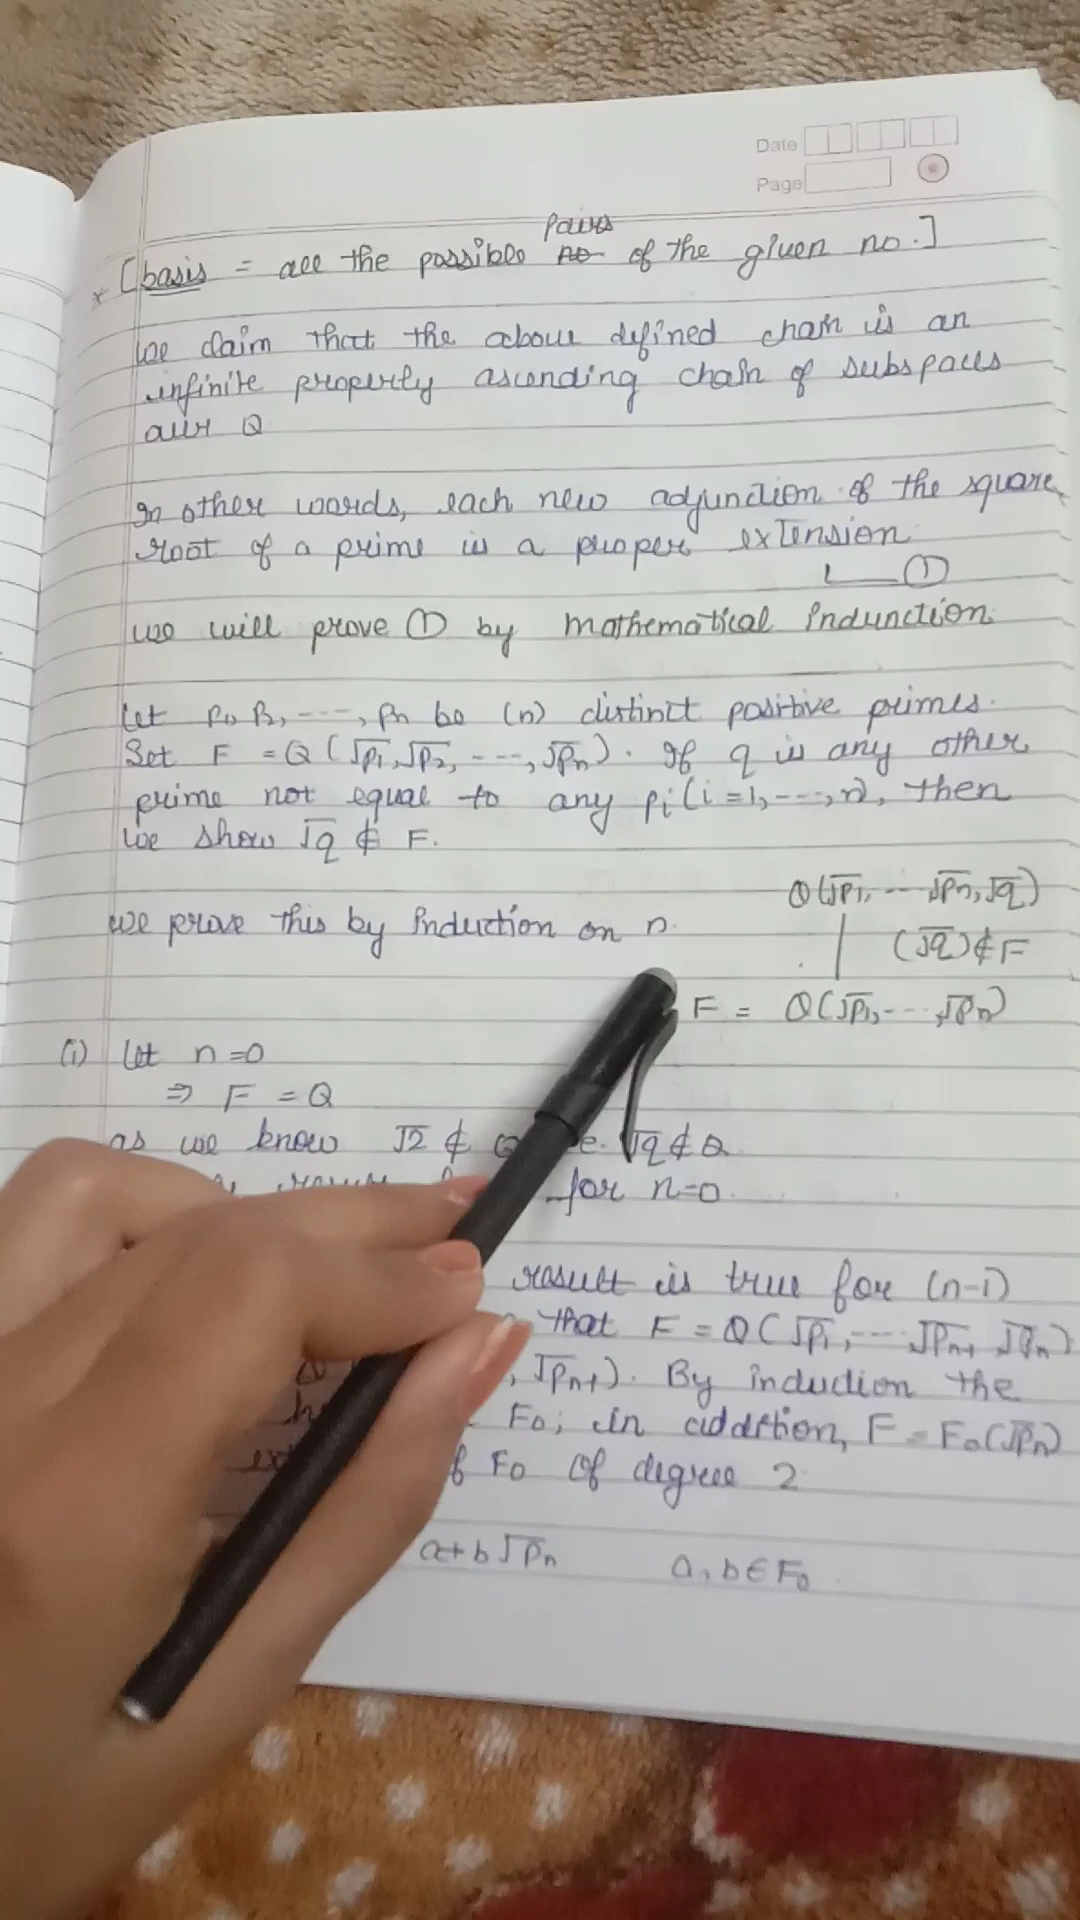 Date
Page
Pairs
* [basis = all the possible no of the given no.]
we claim that the above defined chain is an
infinite properly ascending chain of subspaces
over Q
In other words, each new adjunction of the square
root of a prime is a proper extension
①
we will prove ① by mathematical Indunction.
Let p1, p2, ----, pn be (n) distinct positive primes.
Set F = Q(√p1, √p2, ----, √pn). If q is any other
prime not equal to any pi (i=1, ----, n), then
we show √q ∉ F.
Q(√p1, -- √pn, √q)
we prove this by Induction on n.
(√q) ∉ F
F = Q(√p1, ---, √pn)
(i) Let n=0
⇒ F = Q
as we know √2 ∉ √q ∉ Q
for n=0.
result is true for (n-1)
that F = Q(√p1, --- √pn-1 √pn)
, √pn-1). By induction the
F0; in addition, F = F0(√pn)
F0 of degree 2
a+b√pn a, b ∈ F0